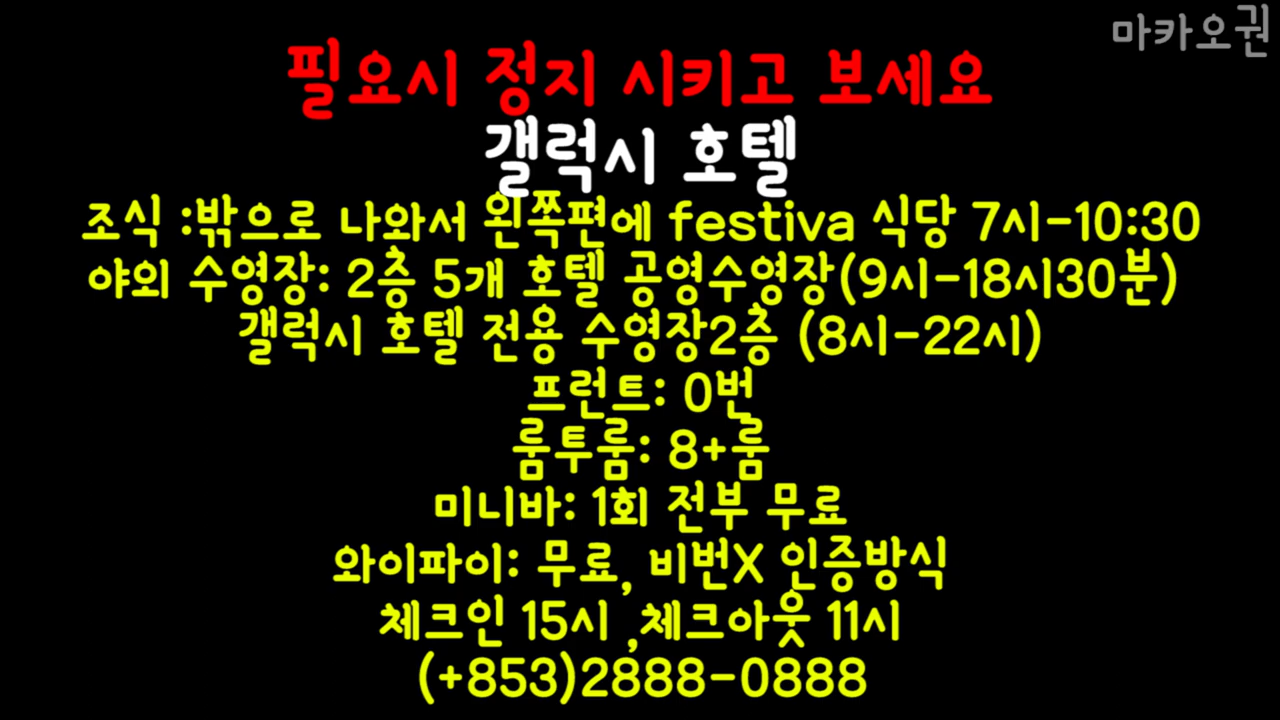 마카오권
필요시 정지 시키고 보세요
갤럭시 호텔
조식 :밖으로 나와서 왼쪽편에 festiva 식당 7시-10:30
야외 수영장: 2층 5개 호텔 공영수영장(9시-18시30분)
갤럭시 호텔 전용 수영장2층 (8시-22시)
프런트: 0번
룸투룸: 8+룸
미니바: 1회 전부 무료
와이파이: 무료, 비번X 인증방식
체크인 15시 ,체크아웃 11시
(+853)2888-0888